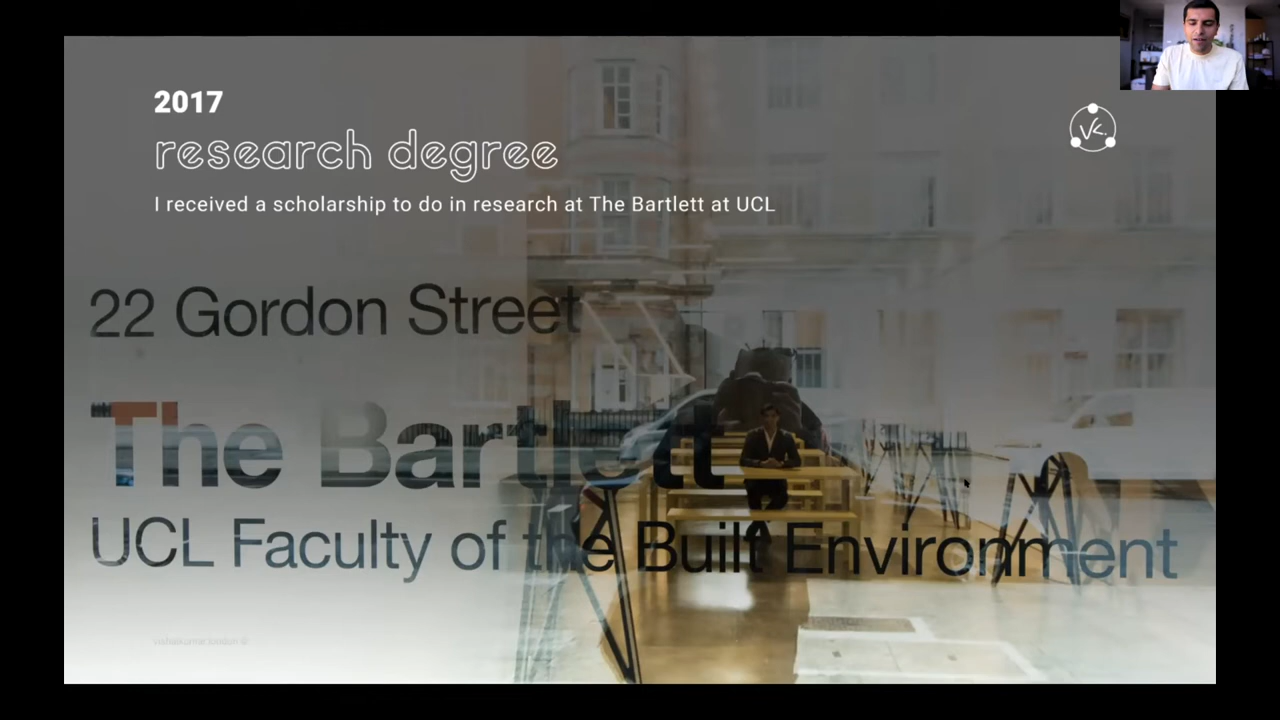 2017
research degree
I received a scholarship to do in research at The Bartlett at UCL
VK.
22 Gordon Street
The Bartlett
UCL Faculty of the Built Environment